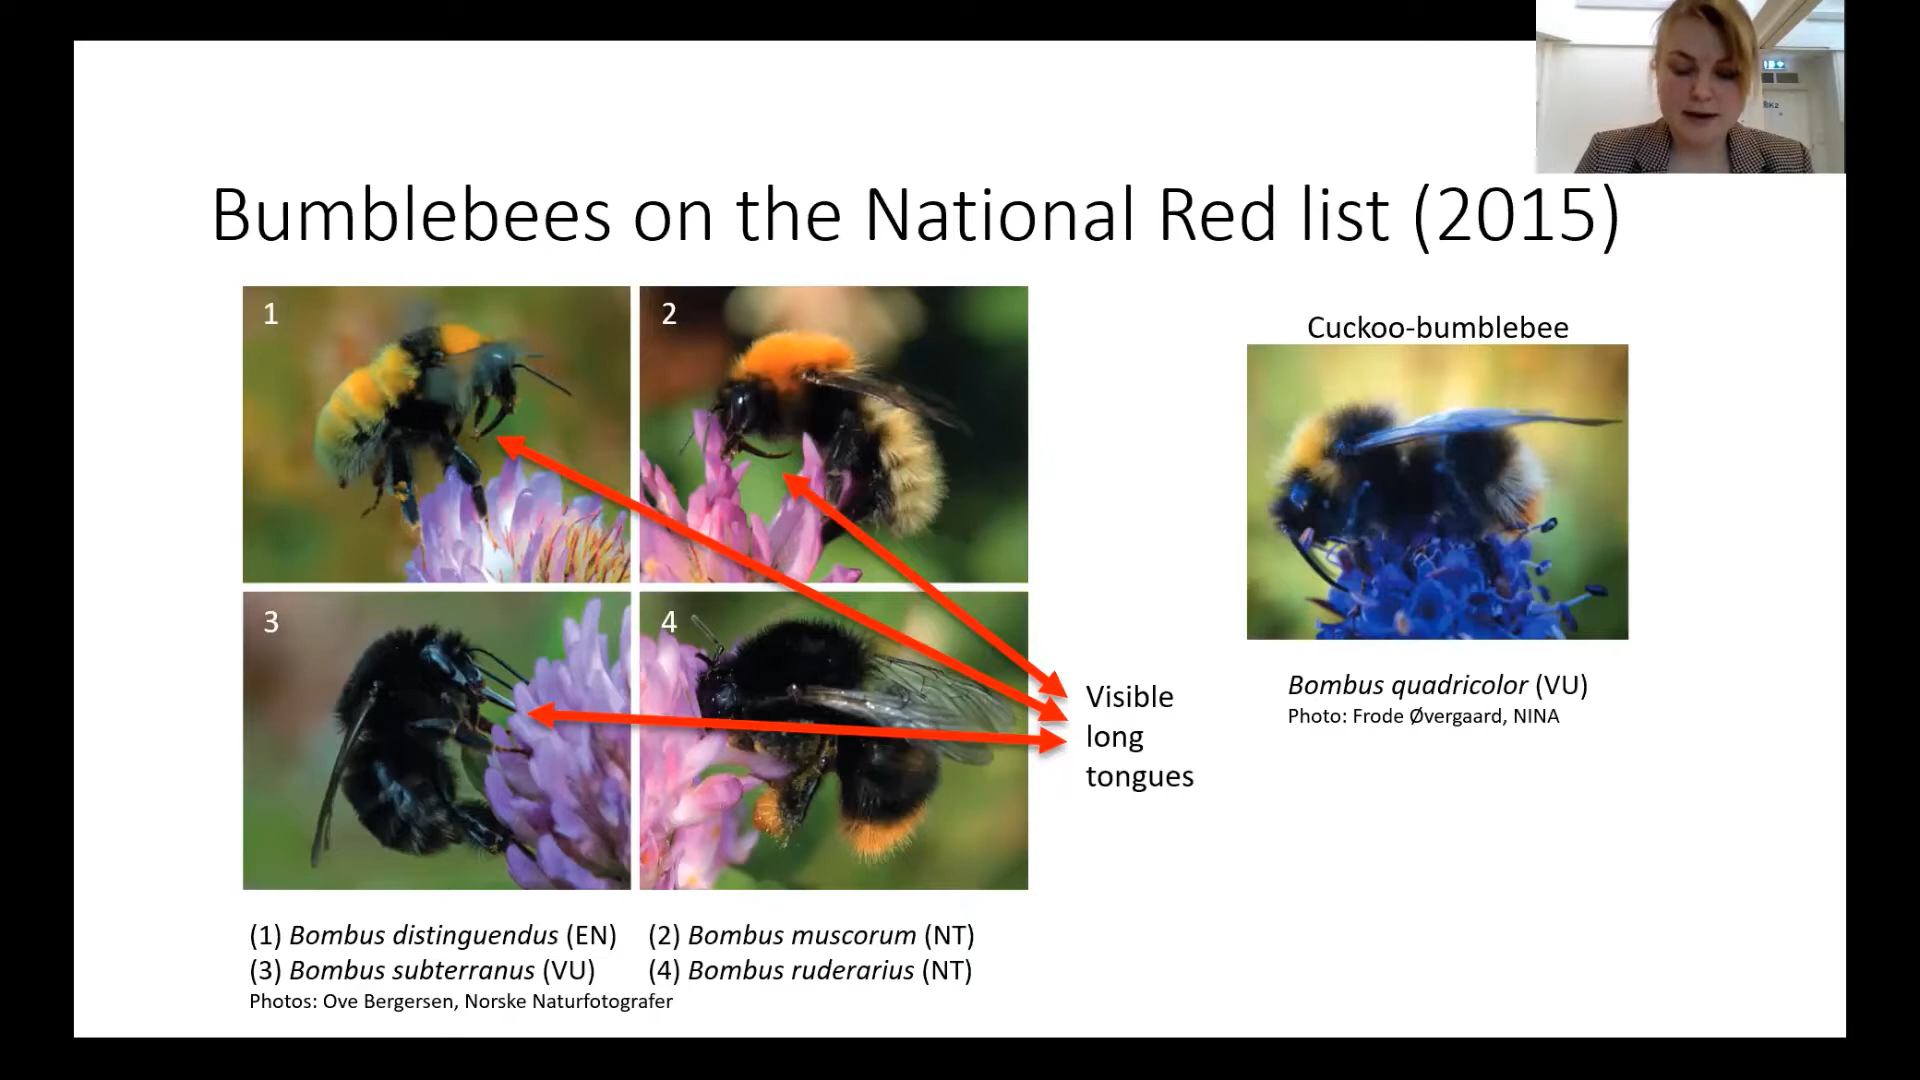 Bumblebees on the National Red list (2015)
1
2
3
4
Visible
long
tongues
(1) Bombus distinguendus (EN)
(2) Bombus muscorum (NT)
(3) Bombus subterranus (VU)
(4) Bombus ruderarius (NT)
Photos: Ove Bergersen, Norske Naturfotografer
Cuckoo-bumblebee
Bombus quadricolor (VU)
Photo: Frode Øvergaard, NINA